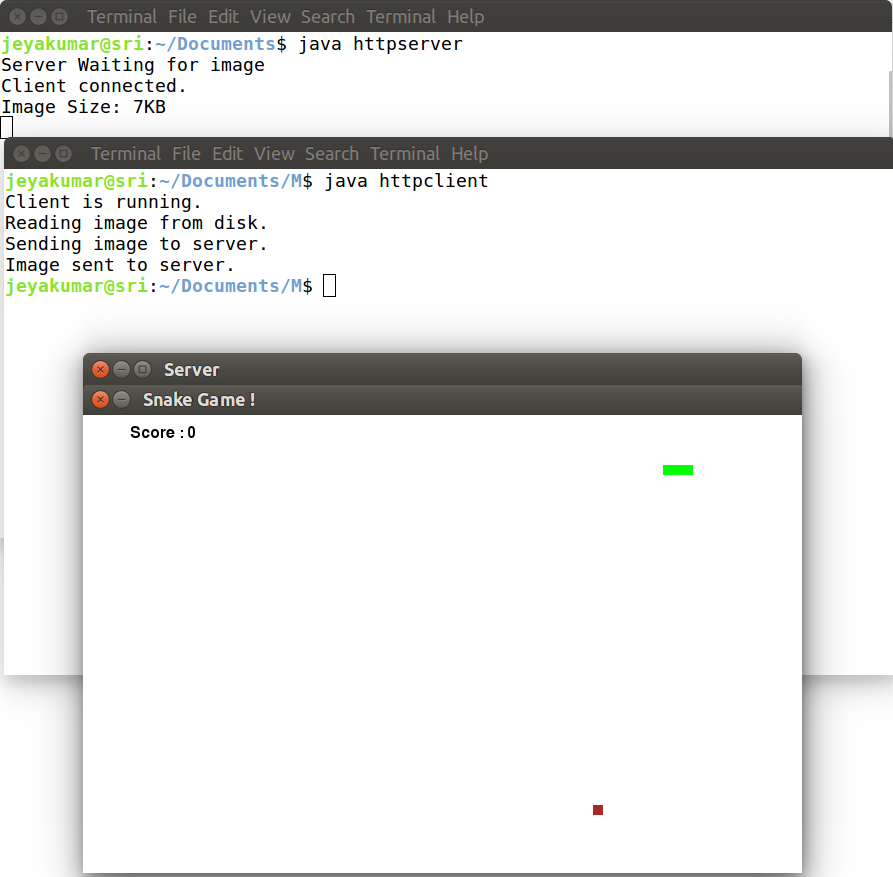 Terminal File Edit View Search Terminal Help
jeyakumar@sri:~/Documents$ java httpserver
Server Waiting for image
Client connected.
Image Size: 7KB
Terminal File Edit View Search Terminal Help
jeyakumar@sri:~/Documents/M$ java httpclient
Client is running.
Reading image from disk.
Sending image to server.
Image sent to server.
jeyakumar@sri:~/Documents/M$
Server
Snake Game !
Score : 0